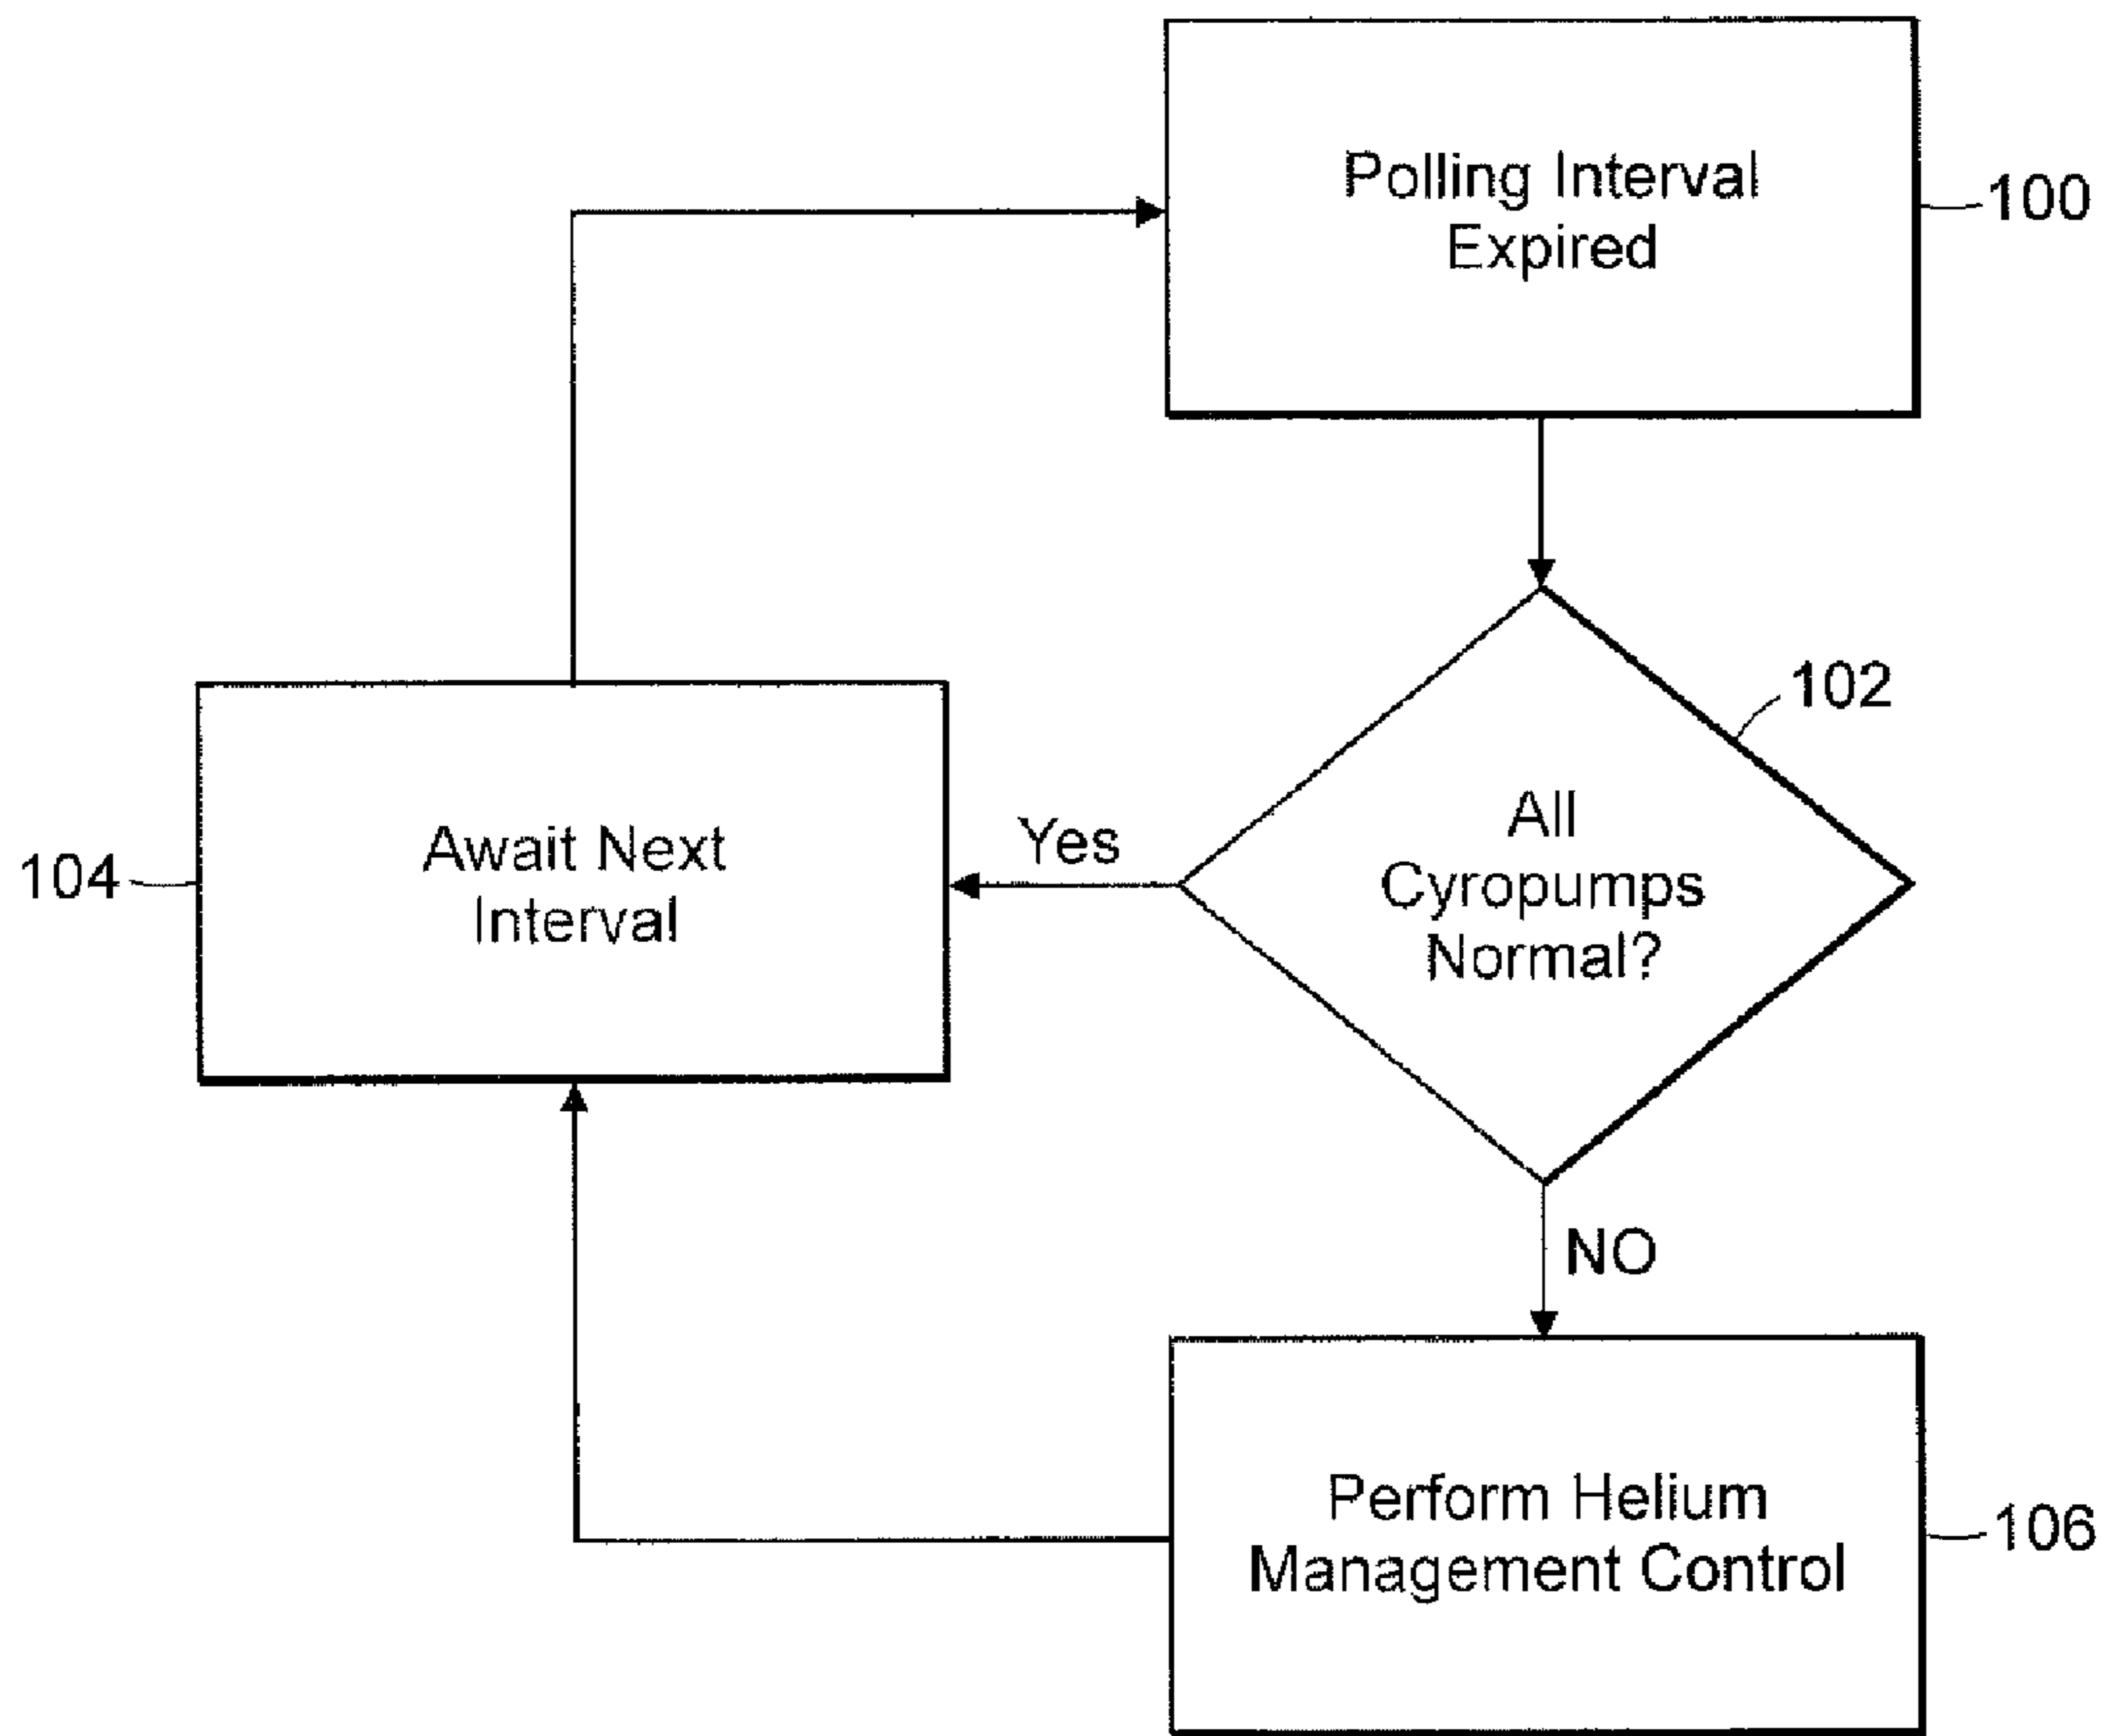 Polling Interval
Expired
100
102
All
Cyropumps
Normal?
Yes
Await Next
Interval
104
NO
Perform Helium
Management Control
106